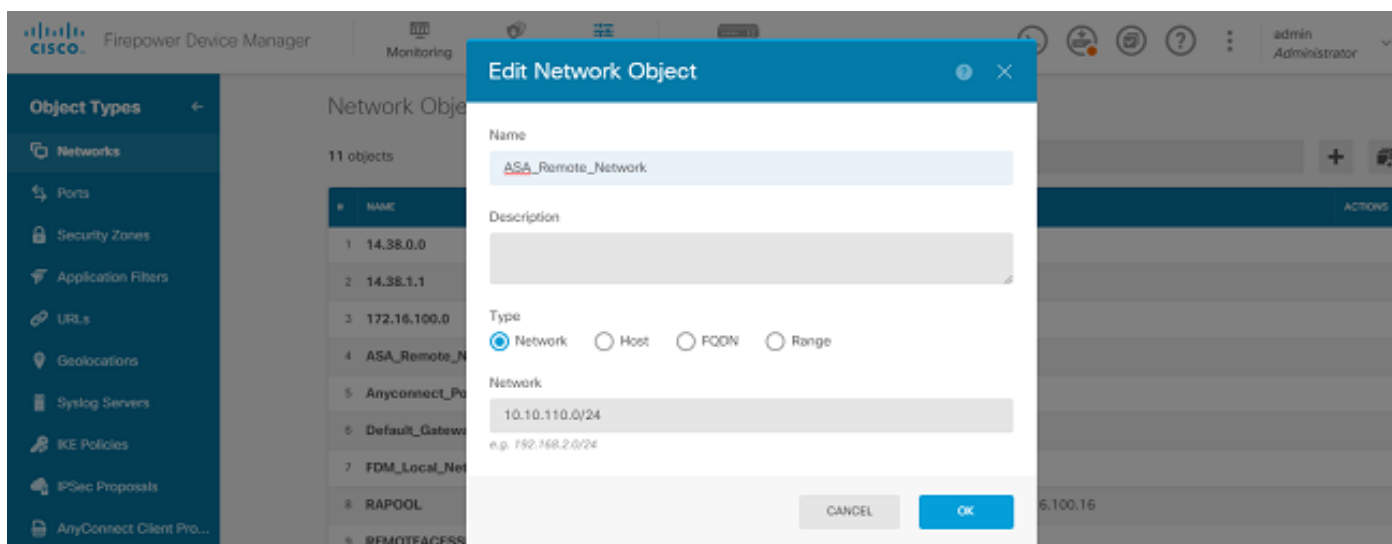 CISCO. Firepower Device Manager
Monitoring
admin
Administrator
Object Types
Networks
Ports
Security Zones
Application Filters
URLs
Geolocations
Syslog Servers
IKE Policies
IPSec Proposals
AnyConnect Client Pro...
Network Obje
11 objects
# NAME
ACTIONS
1 14.38.0.0
2 14.38.1.1
3 172.16.100.0
4 ASA_Remote_N
5 Anyconnect_Po
6 Default_Gatew
7 FDM_Local_Net
8 RAPOOL
6.100.16
9 REMOTEACESS
Edit Network Object
Name
ASA_Remote_Network
Description
Type
Network Host FQDN Range
Network
10.10.110.0/24
e.g. 192.168.2.0/24
CANCEL OK